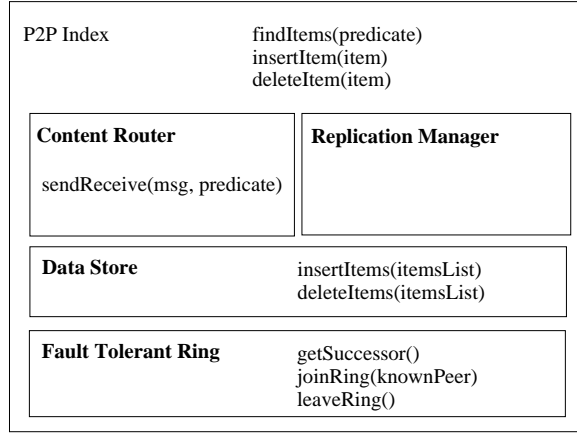 P2P Index findItems(predicate)
insertItem(item)
deleteItem(item)
Content Router
sendReceive(msg, predicate)
Replication Manager
Data Store insertItems(itemsList)
deleteItems(itemsList)
Fault Tolerant Ring getSuccessor()
joinRing(knownPeer)
leaveRing()